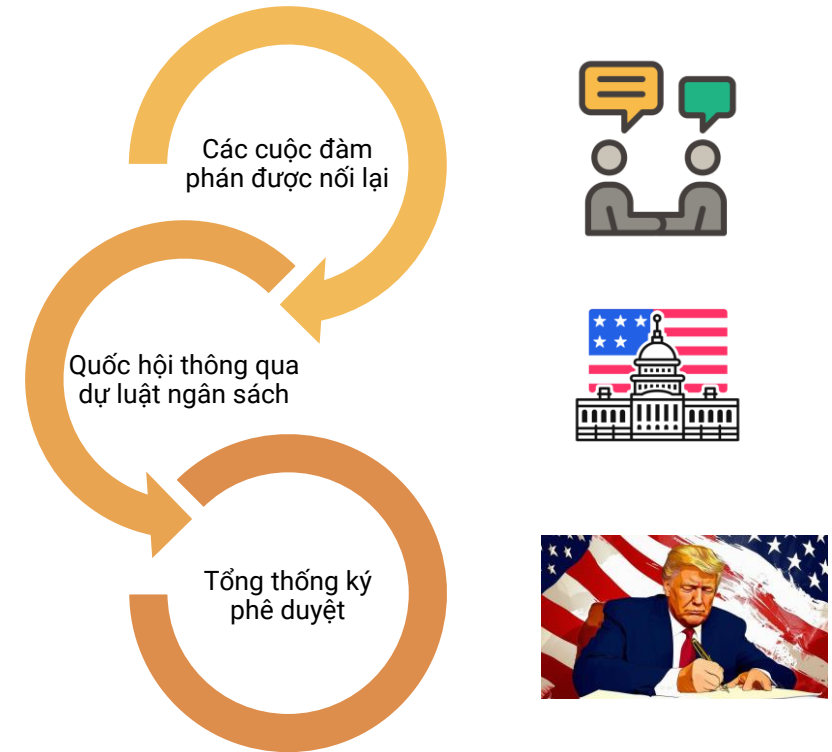 Các cuộc đàm
phán được nối lại
Quốc hội thông qua
dự luật ngân sách
Tổng thống ký
phê duyệt